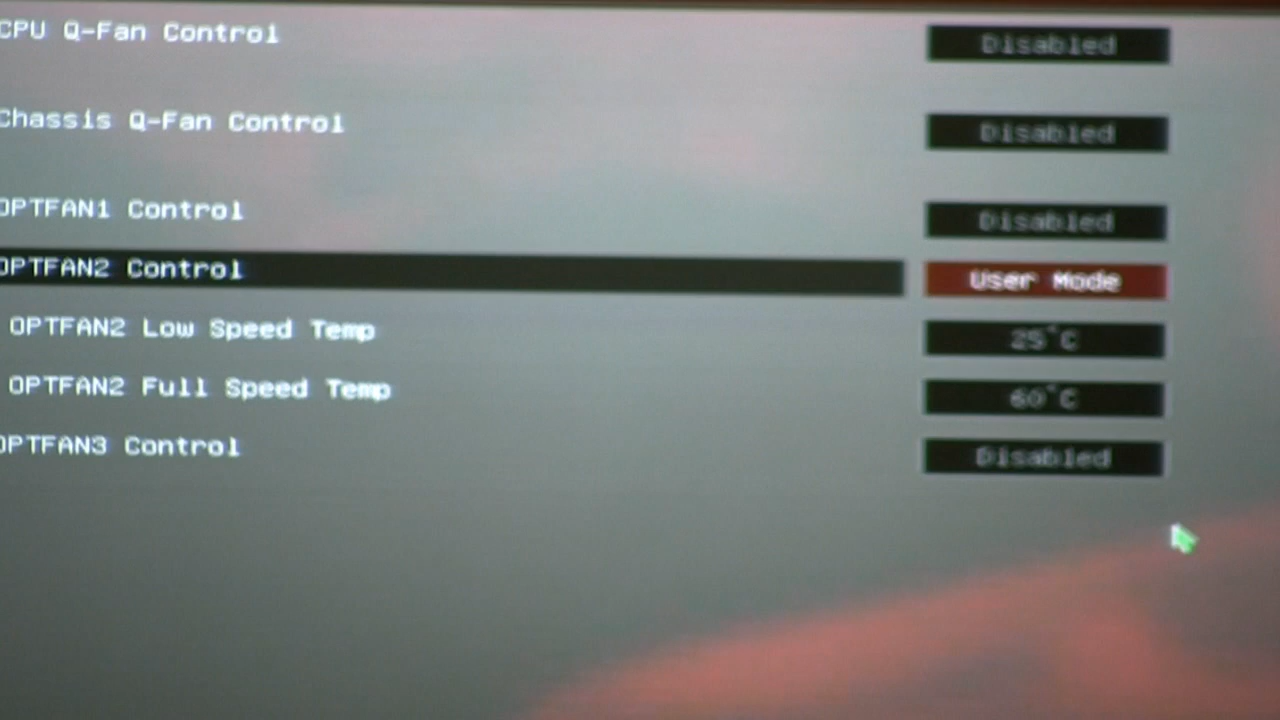 CPU Q-Fan Control Disabled
Chassis Q-Fan Control Disabled
OPTFAN1 Control Disabled
OPTFAN2 Control User Mode
OPTFAN2 Low Speed Temp 25°C
OPTFAN2 Full Speed Temp 60°C
OPTFAN3 Control Disabled